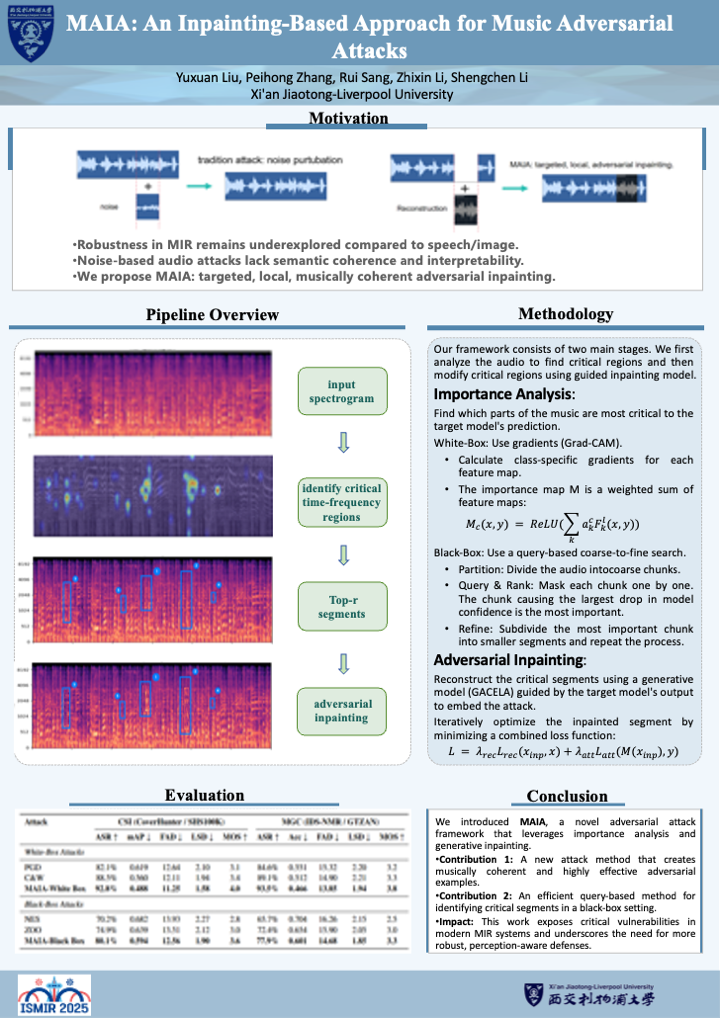 MAIA: An Inpainting-Based Approach for Music Adversarial
Attacks
Yuxuan Liu, Peihong Zhang, Rui Sang, Zhixin Li, Shengchen Li
Xi'an Jiaotong-Liverpool University
Motivation
tradition attack: noise purtubation
noise
+
MAIA: targeted, local, adversarial inpainting.
Reconstruction
+
•Robustness in MIR remains underexplored compared to speech/image.
•Noise-based audio attacks lack semantic coherence and interpretability.
•We propose MAIA: targeted, local, musically coherent adversarial inpainting.
Pipeline Overview
input
spectrogram
identify critical
time-frequency
regions
Top-r
segments
adversarial
inpainting
Methodology
Our framework consists of two main stages. We first
analyze the audio to find critical regions and then
modify critical regions using guided inpainting model.
Importance Analysis:
Find which parts of the music are most critical to the
target model's prediction.
White-Box: Use gradients (Grad-CAM).
• Calculate class-specific gradients for each
feature map.
• The importance map M is a weighted sum of
feature maps:
M_c(x, y) = ReLU(∑_k a_k^c F_k^l(x, y))
Black-Box: Use a query-based coarse-to-fine search.
• Partition: Divide the audio intocoarse chunks.
• Query & Rank: Mask each chunk one by one.
The chunk causing the largest drop in model
confidence is the most important.
• Refine: Subdivide the most important chunk
into smaller segments and repeat the process.
Adversarial Inpainting:
Reconstruct the critical segments using a generative
model (GACELA) guided by the target model's output
to embed the attack.
Iteratively optimize the inpainted segment by
minimizing a combined loss function:
L = λ_rec L_rec(x_inp, x) + λ_att L_att(M(x_inp), y)
Evaluation
Attack CSI (CoverHunter / SHS100K) MGC (IDS-NMR / GTZAN)
ASR ↑ mAP ↓ FAD ↓ LSD ↓ MOS ↑ ASR ↑ Acc ↓ FAD ↓ LSD ↓ MOS ↑
White-Box Attacks
PGD 82.1% 0.619 12.64 2.10 3.1 84.6% 2.20 3.2
C&W 88.3% 0.560 12.11 1.94 3.4 89.1% 0.512 14.90 2.21 3.3
MAIA-White Box 92.8% 0.488 11.25 1.58 4.0 93.5% 0.466 13.85 1.94 3.8
Black-Box Attacks
NES 70.2% 0.682 13.93 2.27 2.8 65.7% 0.704 16.26 2.15 2.5
ZOO 74.9% 0.639 13.51 2.12 3.0 72.4% 0.654 15.90 2.05 3.0
MAIA-Black Box 80.1% 0.594 12.56 1.90 3.6 77.9% 0.601 14.68 1.85 3.3
Conclusion
We introduced MAIA, a novel adversarial attack
framework that leverages importance analysis and
generative inpainting.
•Contribution 1: A new attack method that creates
musically coherent and highly effective adversarial
examples.
•Contribution 2: An efficient query-based method for
identifying critical segments in a black-box setting.
•Impact: This work exposes critical vulnerabilities in
modern MIR systems and underscores the need for more
robust, perception-aware defenses.
ISMIR 2025
Xi'an Jiaotong-Liverpool University
西交利物浦大学